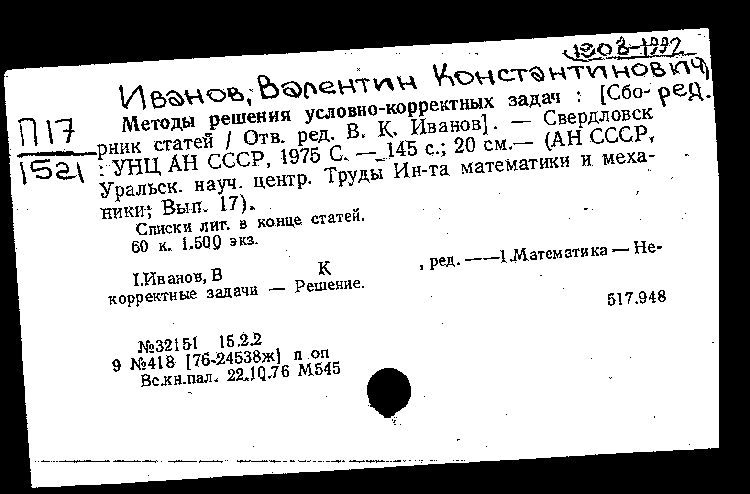 1908-1992
Иванов, Валентин Константинович,
ред.
П17
1521
Методы решения условно-корректных задач : [Сбо-
рник статей / Отв. ред. В. К. Иванов]. — Свердловск
: УНЦ АН СССР, 1975 С. — 145 с.; 20 см.— (АН СССР,
Уральск. науч. центр. Труды Ин-та математики и меха-
ники; Вып. 17).
Списки лит. в конце статей.
60 к. 1.500 экз.
I.Иванов, В К , ред. —–1.Математика — Не-
корректные задачи — Решение.
517.948
№32151 15.2.2
9 №418 [76-24538ж] п оп
Вс.кн.пал. 22.10.76 М545